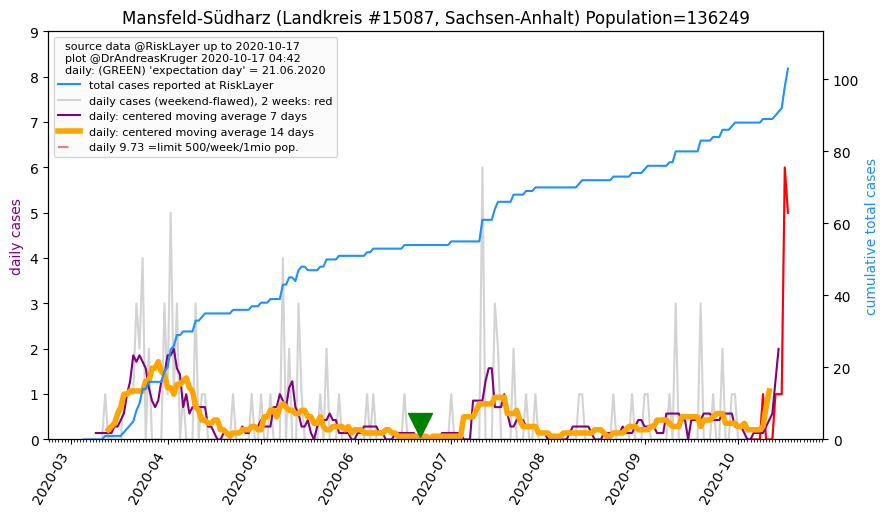 Mansfeld-Südharz (Landkreis #15087, Sachsen-Anhalt) Population=136249
source data @RiskLayer up to 2020-10-17
plot @DrAndreasKruger 2020-10-17 04:42
daily: (GREEN) 'expectation day' = 21.06.2020
total cases reported at RiskLayer
daily cases (weekend-flawed), 2 weeks: red
daily: centered moving average 7 days
daily: centered moving average 14 days
daily 9.73 =limit 500/week/1mio pop.
daily cases
9
8
7
6
5
4
3
2
1
0
100
80
60
40
20
0
cumulative total cases
2020-03
2020-04
2020-05
2020-06
2020-07
2020-08
2020-09
2020-10